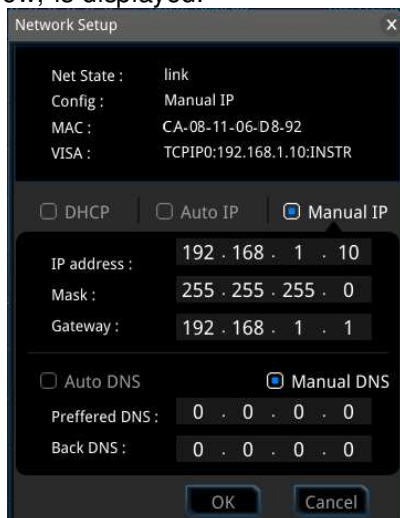 ow, is displayed.
Network Setup x
Net State : link
Config : Manual IP
MAC : CA-08-11-06-D8-92
VISA : TCPIP0:192.168.1.10:INSTR
DHCP Auto IP Manual IP
IP address : 192 . 168 . 1 . 10
Mask : 255 . 255 . 255 . 0
Gateway : 192 . 168 . 1 . 1
Auto DNS Manual DNS
Preffered DNS : 0 . 0 . 0 . 0
Back DNS : 0 . 0 . 0 . 0
OK Cancel